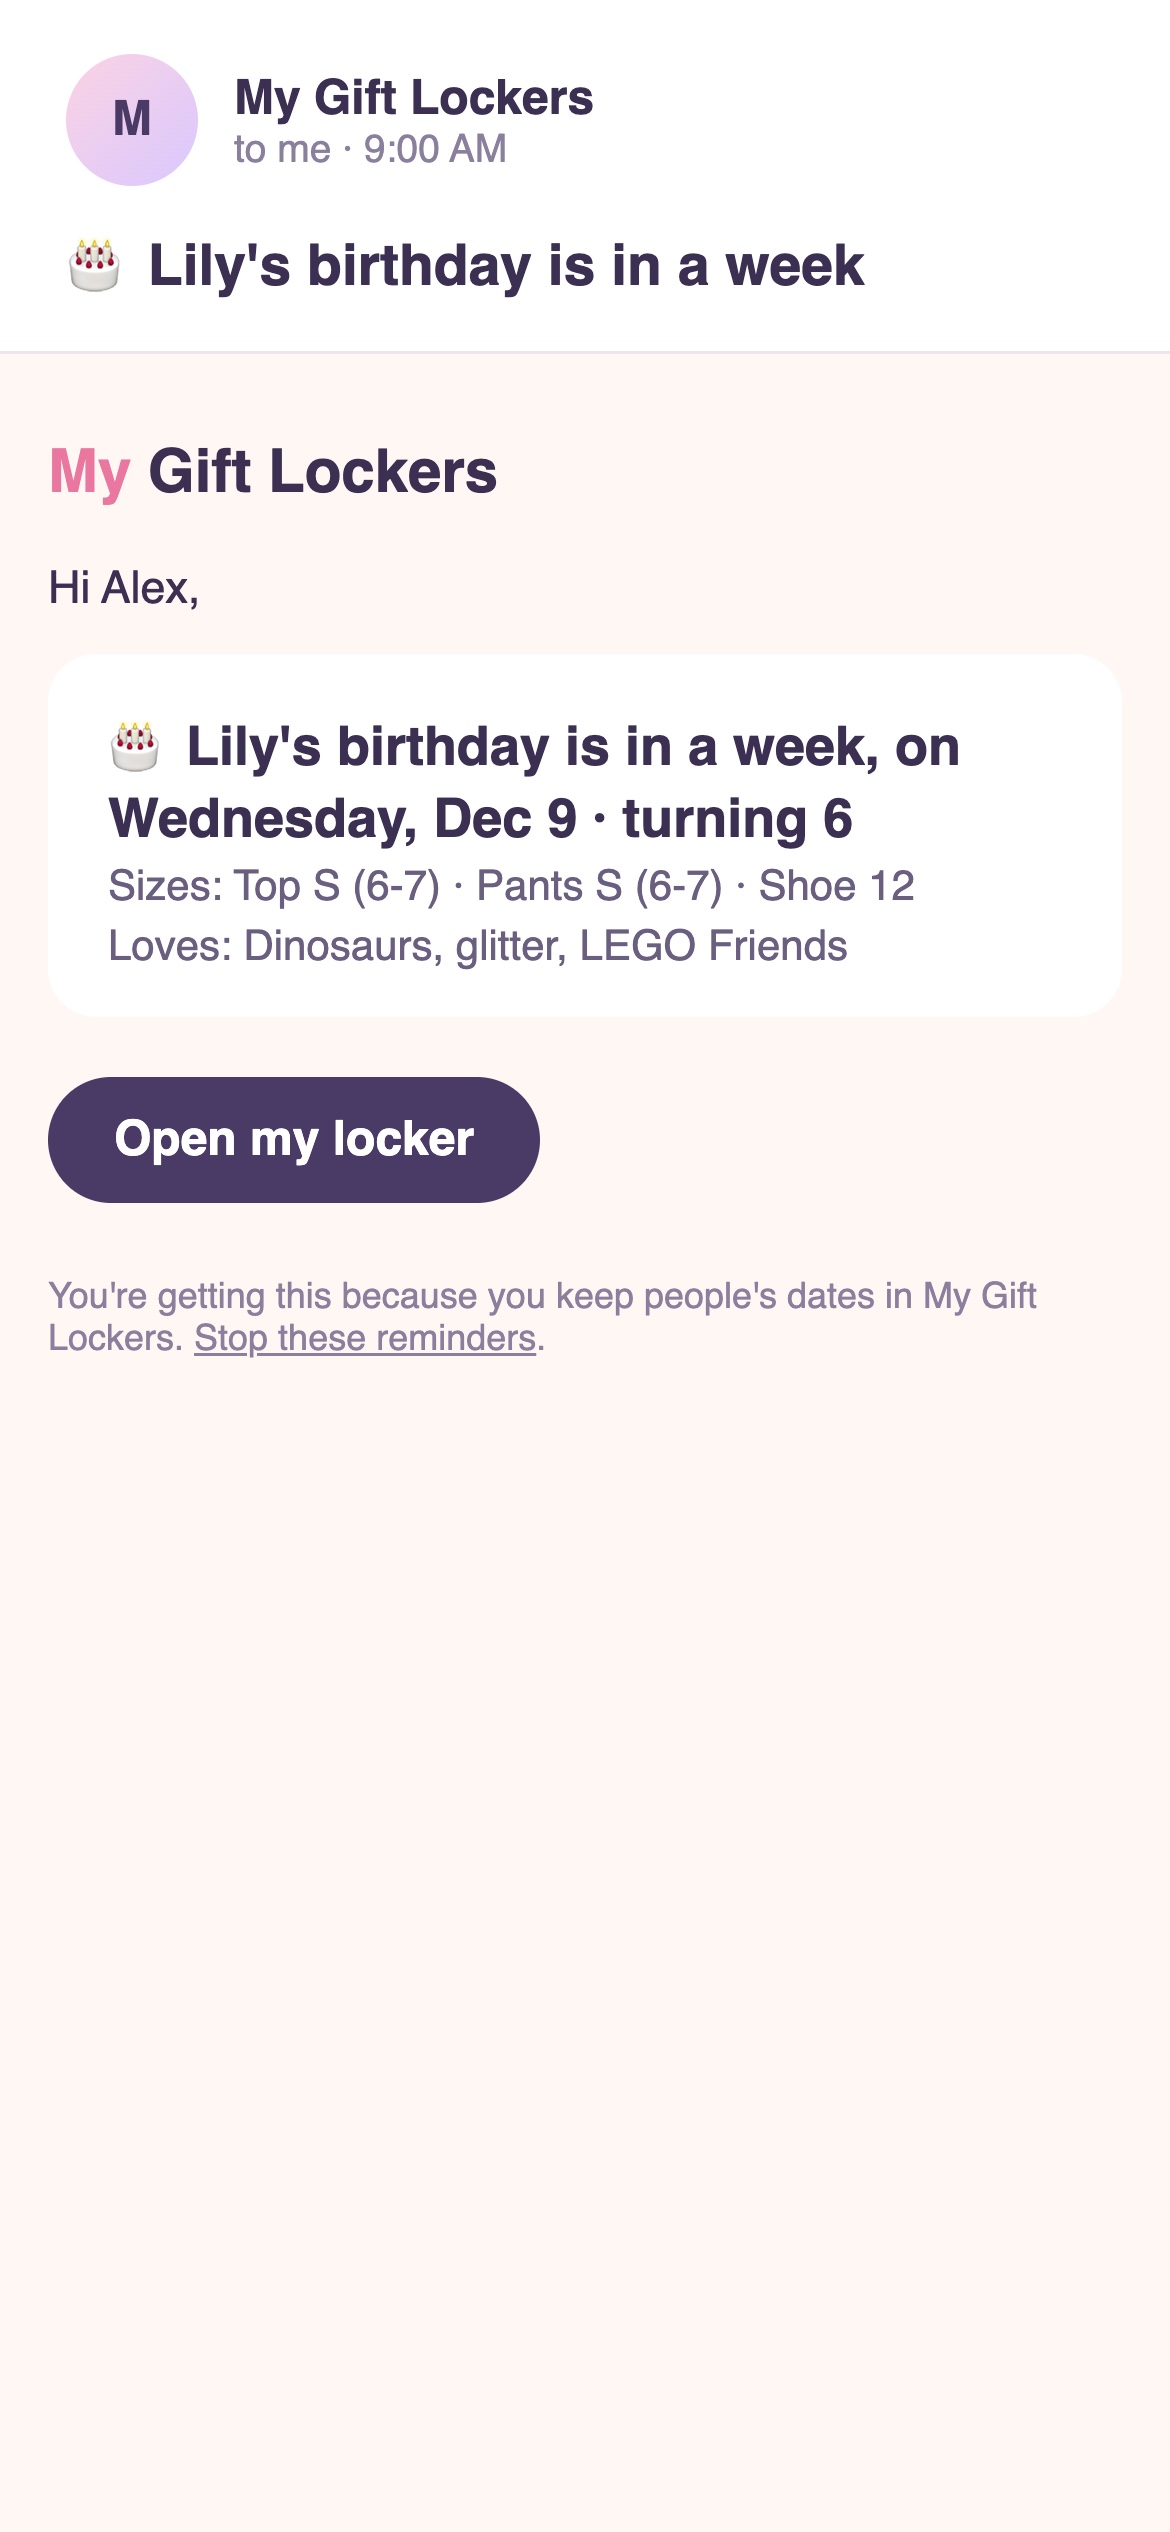 M
My Gift Lockers
to me · 9:00 AM
🎂 Lily's birthday is in a week
My Gift Lockers
Hi Alex,
🎂 Lily's birthday is in a week, on
Wednesday, Dec 9 · turning 6
Sizes: Top S (6-7) · Pants S (6-7) · Shoe 12
Loves: Dinosaurs, glitter, LEGO Friends
Open my locker
You're getting this because you keep people's dates in My Gift
Lockers. Stop these reminders.